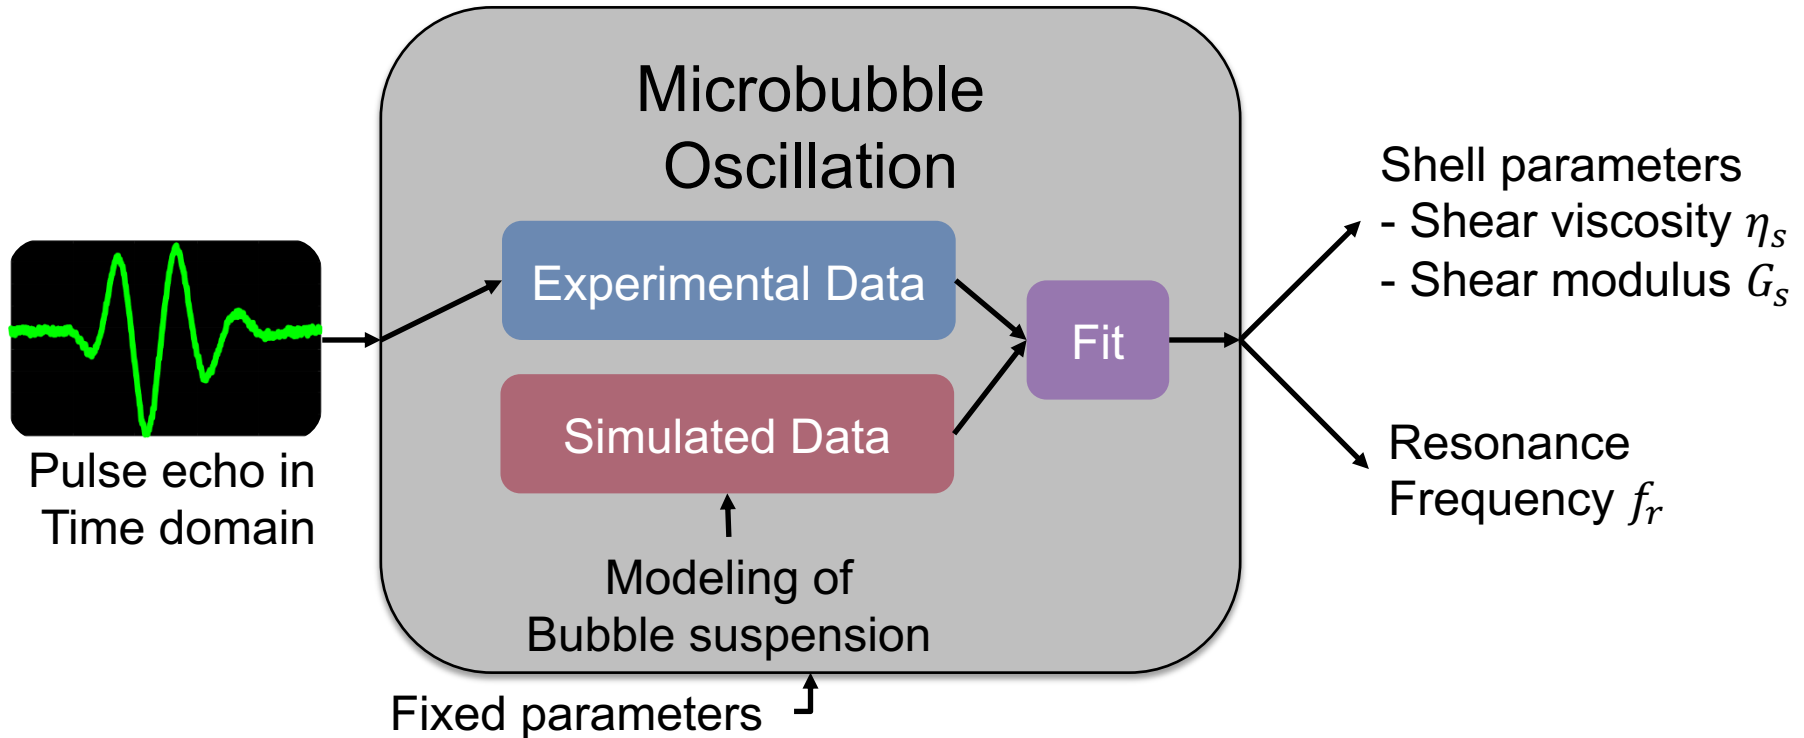 Microbubble
Oscillation
Experimental Data
Simulated Data
Fit
Modeling of
Bubble suspension
Pulse echo in
Time domain
Fixed parameters
Shell parameters
- Shear viscosity ηₛ
- Shear modulus Gₛ
Resonance
Frequency fᵣ